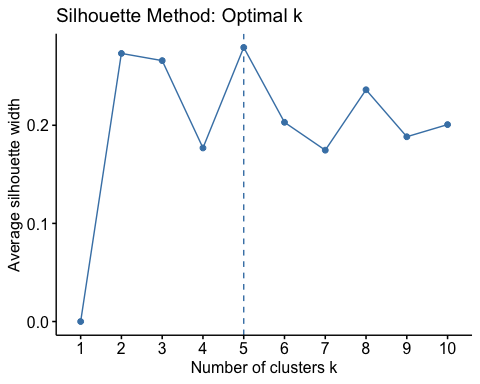 Silhouette Method: Optimal k
Average silhouette width
0.2
0.1
0.0
1 2 3 4 5 6 7 8 9 10
Number of clusters k